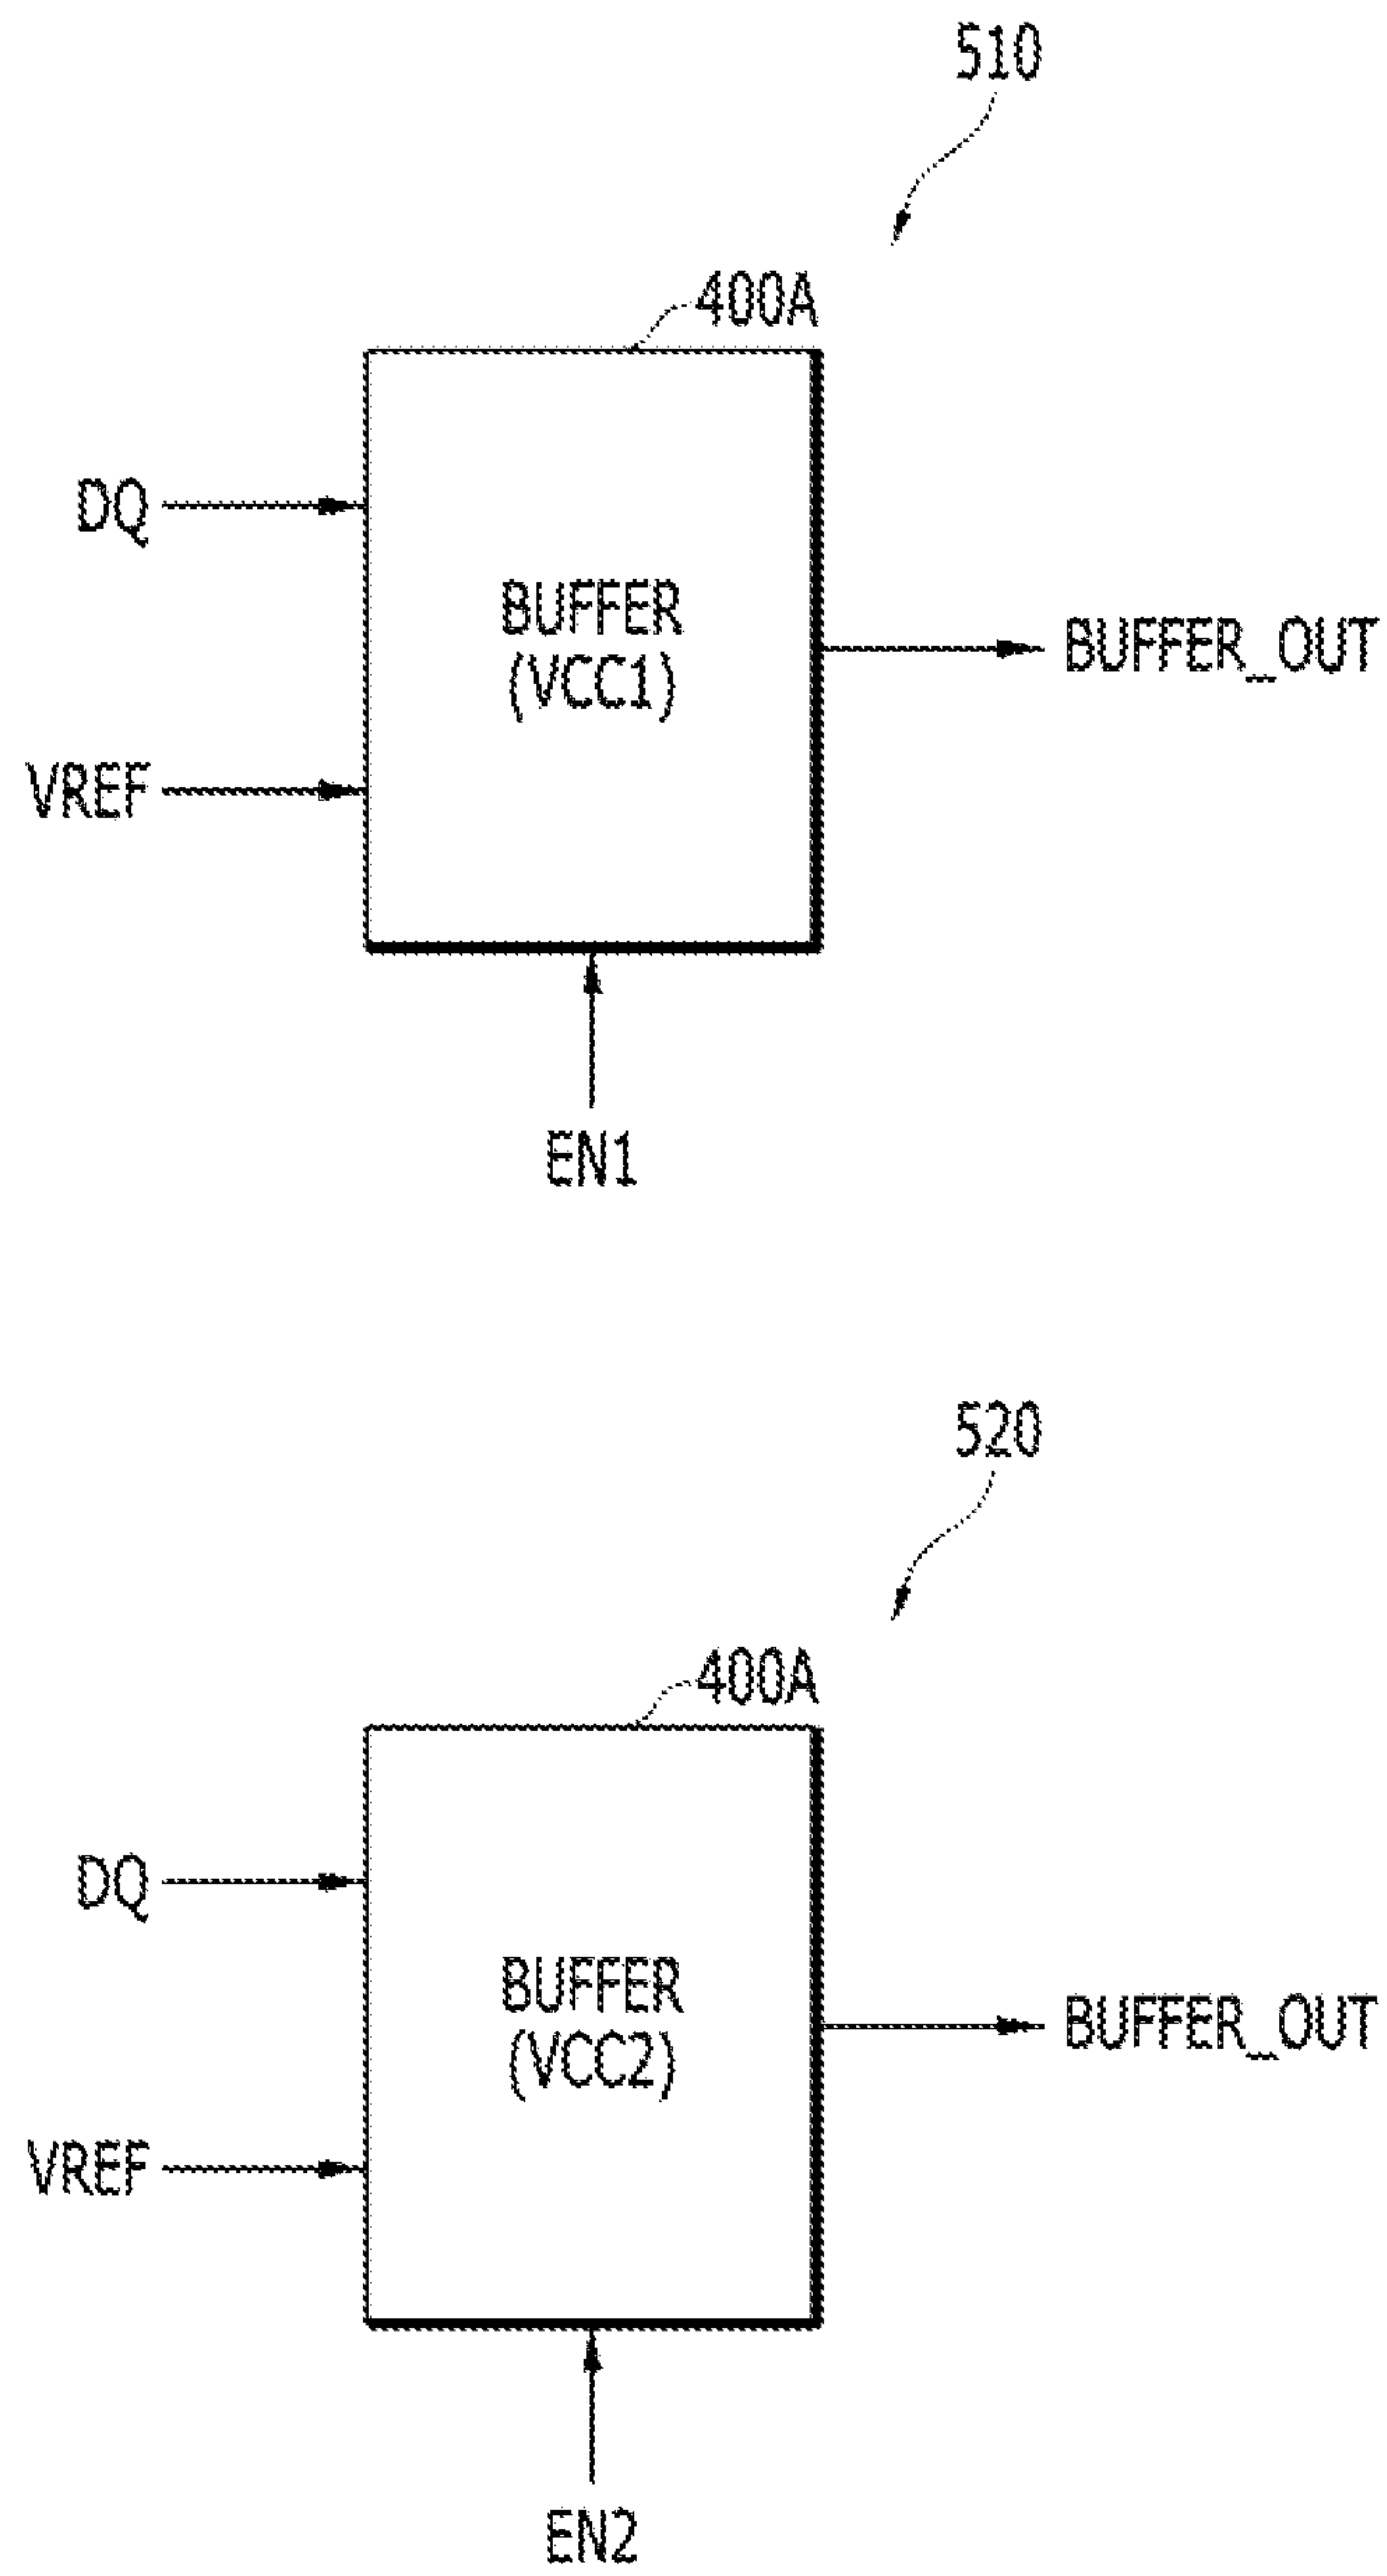 510
400A
DQ
BUFFER
(VCC1)
BUFFER_OUT
VREF
EN1
520
400A
DQ
BUFFER
(VCC2)
BUFFER_OUT
VREF
EN2